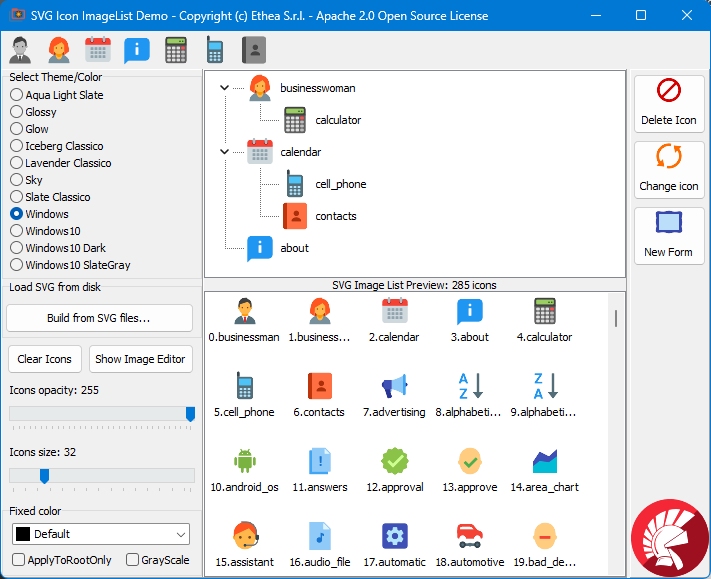 SVG Icon ImageList Demo - Copyright (c) Ethea S.r.l. - Apache 2.0 Open Source License
Select Theme/Color
Aqua Light Slate
Glossy
Glow
Iceberg Classico
Lavender Classico
Sky
Slate Classico
Windows
Windows10
Windows10 Dark
Windows10 SlateGray
Load SVG from disk
Build from SVG files...
Clear Icons
Show Image Editor
Icons opacity: 255
Icons size: 32
Fixed color
Default
ApplyToRootOnly
GrayScale
businesswoman
calculator
calendar
cell_phone
contacts
about
SVG Image List Preview: 285 icons
0.businessman
1.business...
2.calendar
3.about
4.calculator
5.cell_phone
6.contacts
7.advertising
8.alphabeti...
9.alphabeti...
A
Z
Z
A
10.android_os
11.answers
12.approval
13.approve
14.area_chart
15.assistant
16.audio_file
17.automatic
18.automotive
19.bad_de...
Delete Icon
Change icon
New Form